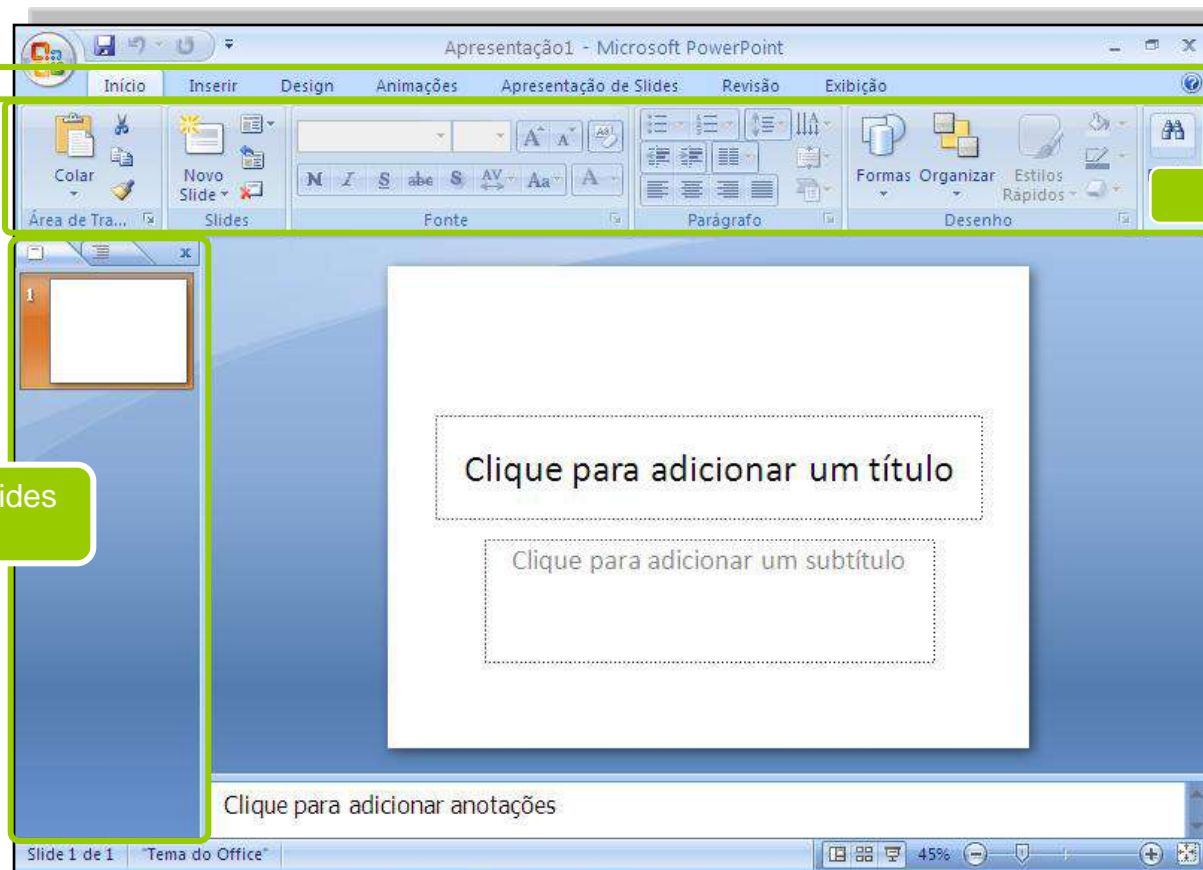 Apresentação1 - Microsoft PowerPoint
Início Inserir Design Animações Apresentação de Slides Revisão Exibição
Colar
Novo
Slide
N I S abe S AV Aa A
Formas Organizar Estilos
Rápidos
Área de Tra... Slides Fonte Parágrafo Desenho
1
Clique para adicionar um título
Clique para adicionar um subtítulo
Clique para adicionar anotações
Slide 1 de 1 "Tema do Office" 45%